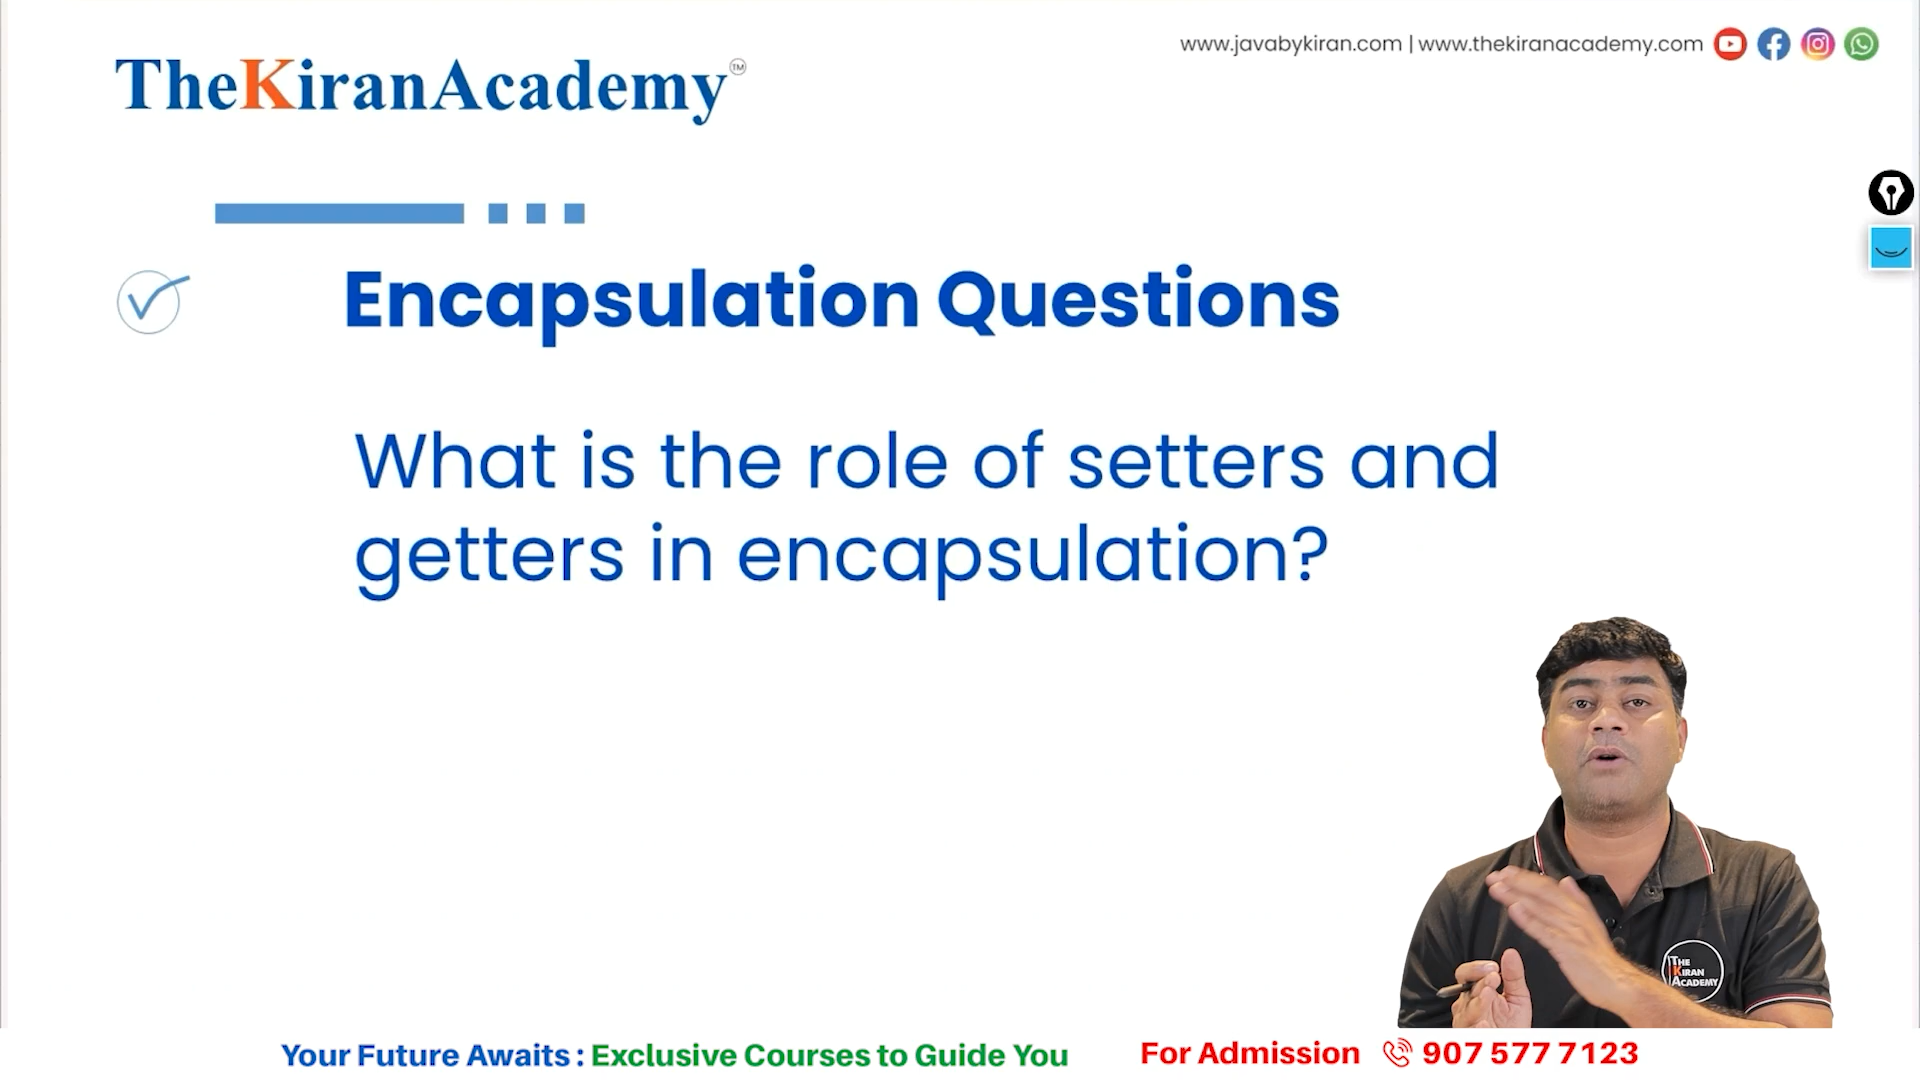 TheKiranAcademy™
www.javabykiran.com | www.thekiranacademy.com
Encapsulation Questions
What is the role of setters and
getters in encapsulation?
THE
KIRAN
ACADEMY
Your Future Awaits : Exclusive Courses to Guide You
For Admission 907 577 7123